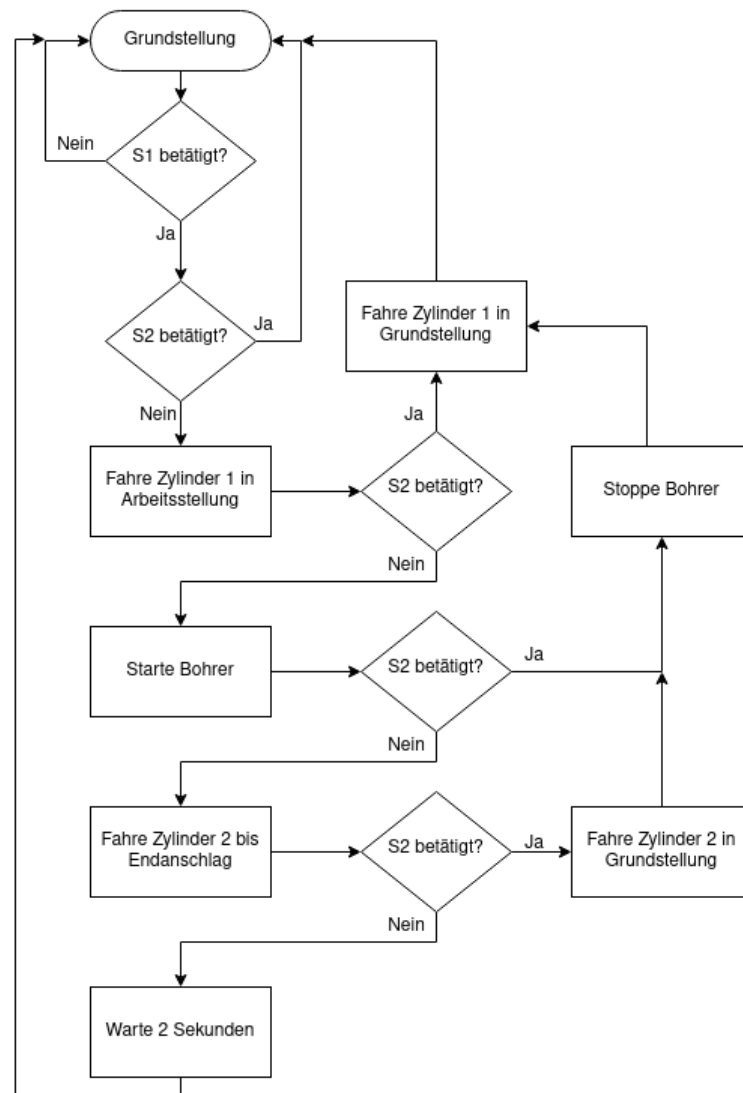 Grundstellung
Nein
S1 betätigt?
Ja
S2 betätigt?
Ja
Nein
Fahre Zylinder 1 in
Grundstellung
Ja
Fahre Zylinder 1 in
Arbeitsstellung
S2 betätigt?
Stoppe Bohrer
Nein
Starte Bohrer
S2 betätigt?
Ja
Nein
Fahre Zylinder 2 bis
Endanschlag
S2 betätigt?
Ja
Fahre Zylinder 2 in
Grundstellung
Nein
Warte 2 Sekunden